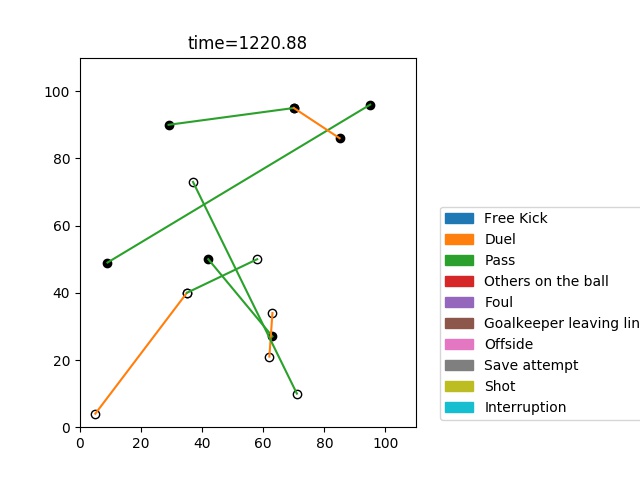 time=1220.88
100
80
60
40
20
0
0 20 40 60 80 100
Free Kick
Duel
Pass
Others on the ball
Foul
Goalkeeper leaving lin
Offside
Save attempt
Shot
Interruption